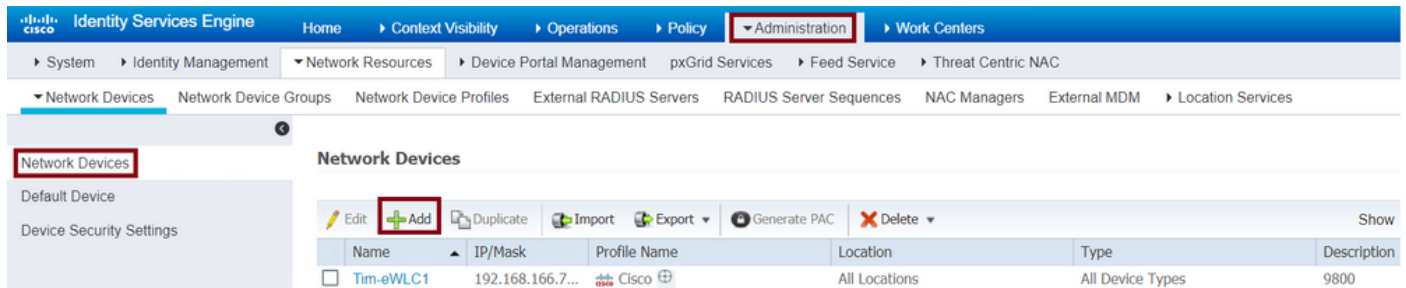 cisco Identity Services Engine Home Context Visibility Operations Policy Administration Work Centers
System Identity Management Network Resources Device Portal Management pxGrid Services Feed Service Threat Centric NAC
Network Devices Network Device Groups Network Device Profiles External RADIUS Servers RADIUS Server Sequences NAC Managers External MDM Location Services
Network Devices
Default Device
Device Security Settings
Network Devices
Edit Add Duplicate Import Export Generate PAC Delete Show
Name IP/Mask Profile Name Location Type Description
Tim-eWLC1 192.168.166.7... cisco Cisco All Locations All Device Types 9800